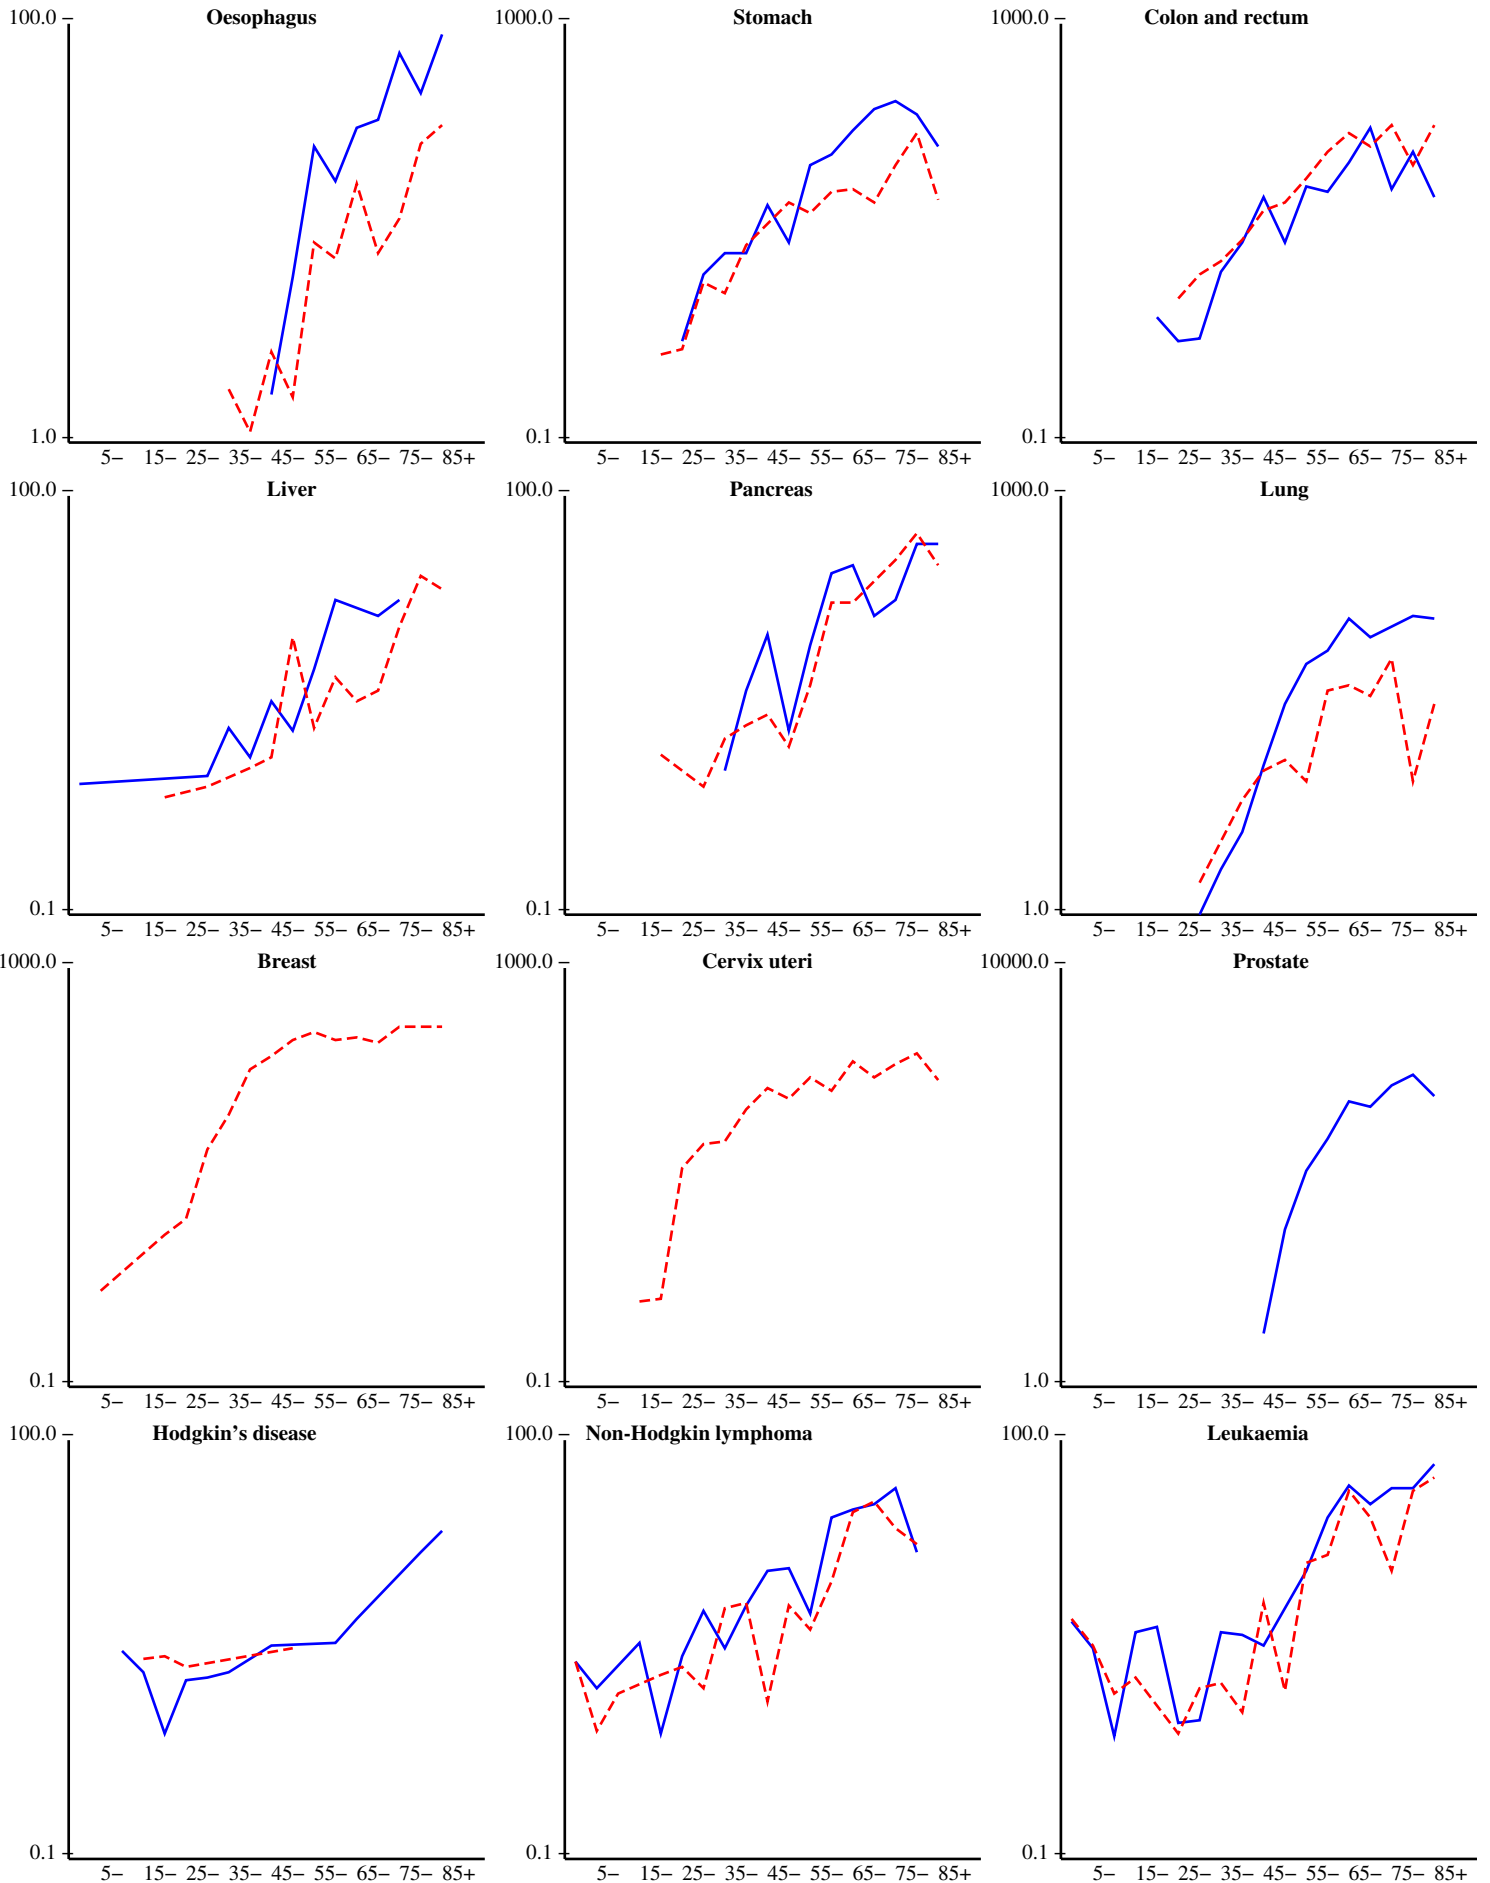 100.0 Oesophagus 1000.0 Stomach 1000.0 Colon and rectum
1.0 0.1 0.1
5– 15– 25– 35– 45– 55– 65– 75– 85+ 5– 15– 25– 35– 45– 55– 65– 75– 85+ 5– 15– 25– 35– 45– 55– 65– 75– 85+
100.0 Liver 100.0 Pancreas 1000.0 Lung
0.1 0.1 1.0
5– 15– 25– 35– 45– 55– 65– 75– 85+ 5– 15– 25– 35– 45– 55– 65– 75– 85+ 5– 15– 25– 35– 45– 55– 65– 75– 85+
1000.0 Breast 1000.0 Cervix uteri 10000.0 Prostate
0.1 0.1 1.0
5– 15– 25– 35– 45– 55– 65– 75– 85+ 5– 15– 25– 35– 45– 55– 65– 75– 85+ 5– 15– 25– 35– 45– 55– 65– 75– 85+
100.0 Hodgkin’s disease 100.0 Non-Hodgkin lymphoma 100.0 Leukaemia
0.1 0.1 0.1
5– 15– 25– 35– 45– 55– 65– 75– 85+ 5– 15– 25– 35– 45– 55– 65– 75– 85+ 5– 15– 25– 35– 45– 55– 65– 75– 85+